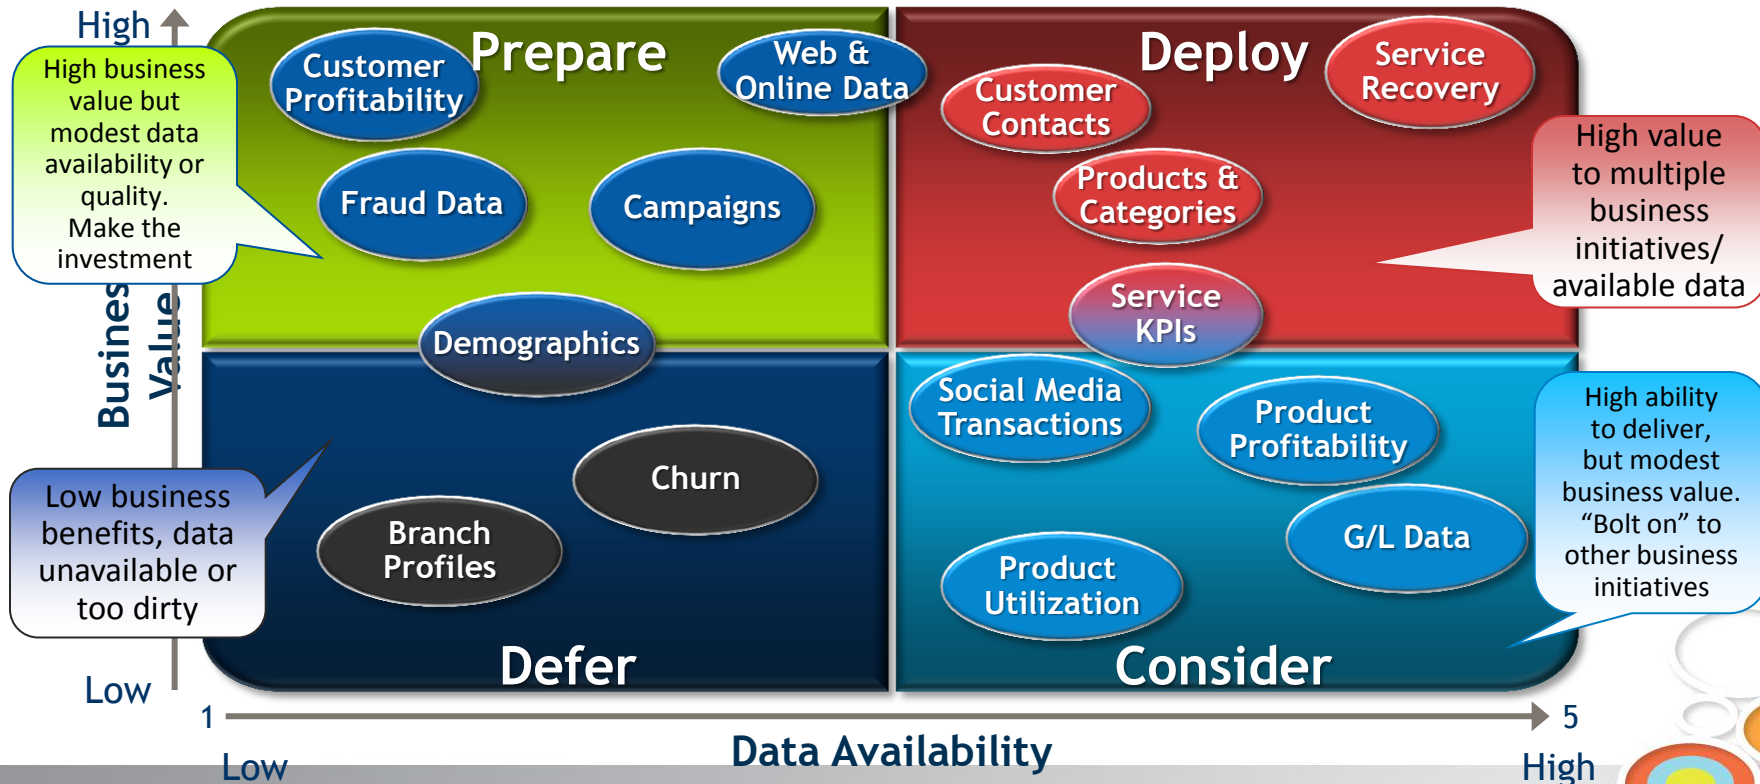 High
Prepare
Deploy
High business
value but
modest data
availability or
quality.
Make the
investment
Customer
Profitability
Web &
Online Data
Fraud Data
Campaigns
Customer
Contacts
Service
Recovery
Products &
Categories
Service
KPIs
High value
to multiple
business
initiatives/
available data
Business
Value
Demographics
Social Media
Transactions
Product
Profitability
High ability
to deliver,
but modest
business value.
“Bolt on” to
other business
initiatives
Low business
benefits, data
unavailable or
too dirty
Churn
Branch
Profiles
G/L Data
Product
Utilization
Defer
Consider
Low
1
5
Data Availability
Low
High